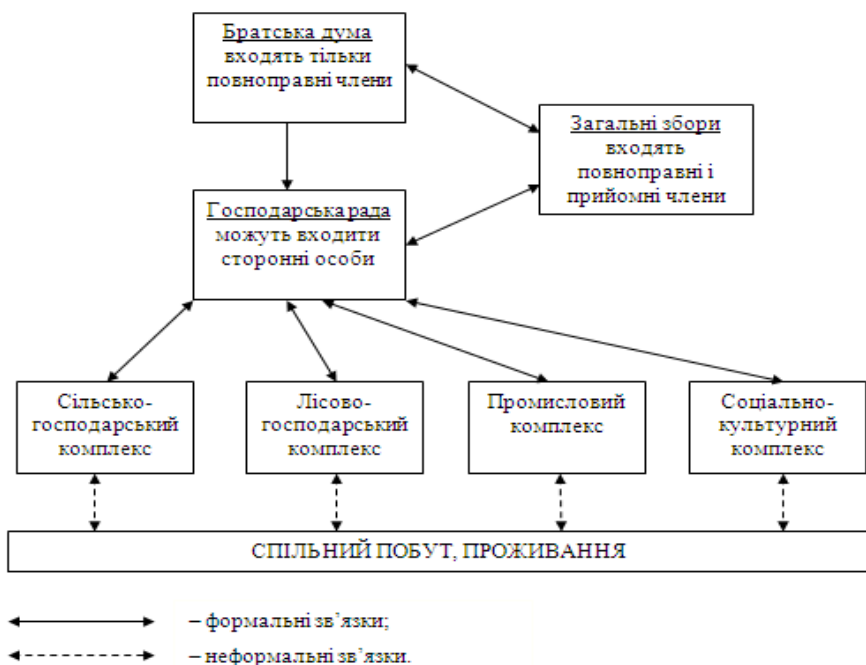 Братська дума
входять тільки
повноправні члени
Загальні збори
входять
повноправні і
прийомні члени
Господарська рада
можуть входити
сторонні особи
Сільсько-
господарський
комплекс
Лісово-
господарський
комплекс
Промисловий
комплекс
Соціально-
культурний
комплекс
СПІЛЬНИЙ ПОБУТ, ПРОЖИВАННЯ
– формальні зв’язки;
– неформальні зв’язки.